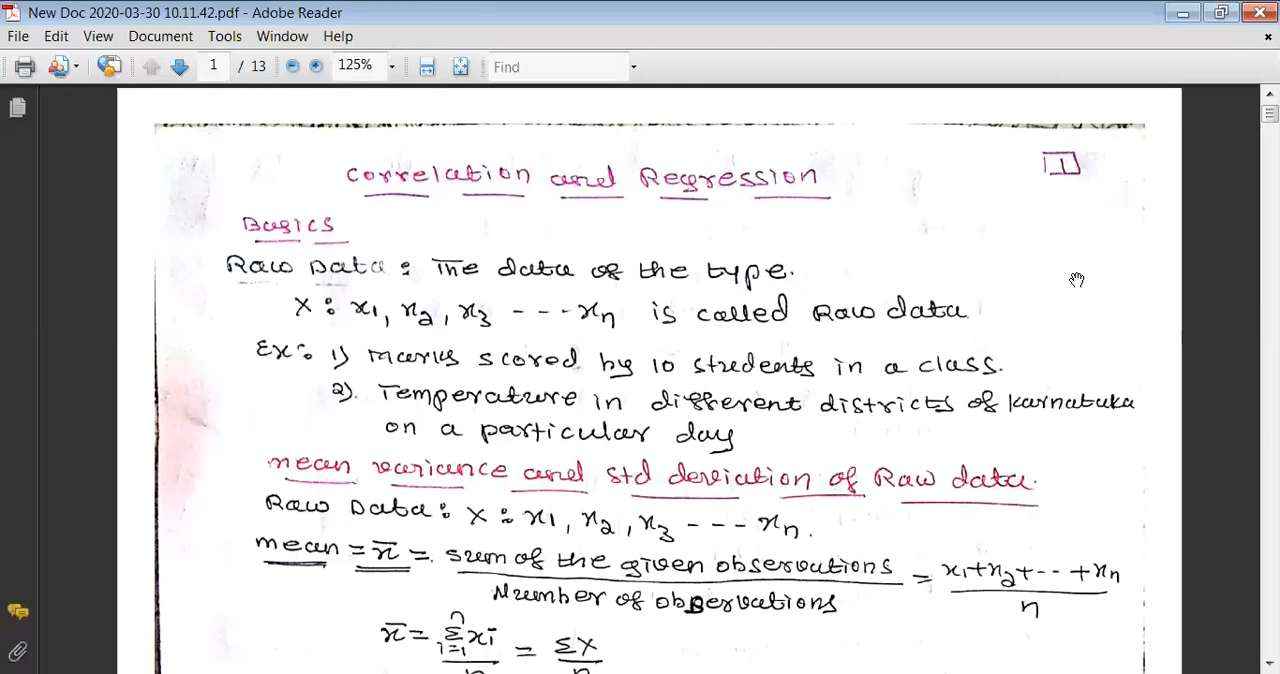 New Doc 2020-03-30 10.11.42.pdf - Adobe Reader
File Edit View Document Tools Window Help
1 / 13 125% Find
Correlation and Regression 1
Basics
Raw Data: The data of the type.
X: x1, x2, x3 ---- xn is called Raw data
Ex: 1) marks scored by 10 students in a class.
2). Temperature in different districts of Karnataka
on a particular day
mean variance and std deviation of Raw data.
Raw Data: X: x1, x2, x3 ---- xn.
mean = x̄ = sum of the given observations / Number of observations = x1+x2+--- +xn / n
x̄ = Σ i=1 n xi / n = ΣX / n